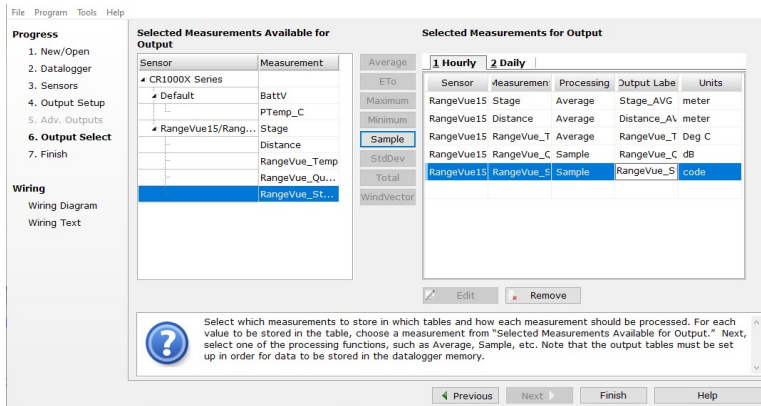 File Program Tools Help
Progress
1. New/Open
2. Datalogger
3. Sensors
4. Output Setup
5. Adv. Outputs
6. Output Select
7. Finish
Wiring
Wiring Diagram
Wiring Text
Selected Measurements Available for
Output
Sensor Measurement
CR1000X Series
Default BattV
PTemp_C
RangeVue15/Rang... Stage
Distance
RangeVue_Temp
RangeVue_Qu...
RangeVue_St...
Average
ETo
Maximum
Minimum
Sample
StdDev
Total
WindVector
Selected Measurements for Output
1 Hourly 2 Daily
Sensor Measuremen Processing Output Labe Units
RangeVue15 Stage Average Stage_AVG meter
RangeVue15 Distance Average Distance_AV meter
RangeVue15 RangeVue_T Average RangeVue_T Deg C
RangeVue15 RangeVue_Q Sample RangeVue_Q dB
RangeVue15 RangeVue_S Sample RangeVue_S code
Edit Remove
Select which measurements to store in which tables and how each measurement should be processed. For each
value to be stored in the table, choose a measurement from "Selected Measurements Available for Output." Next,
select one of the processing functions, such as Average, Sample, etc. Note that the output tables must be set
up in order for data to be stored in the datalogger memory.
Previous Next Finish Help